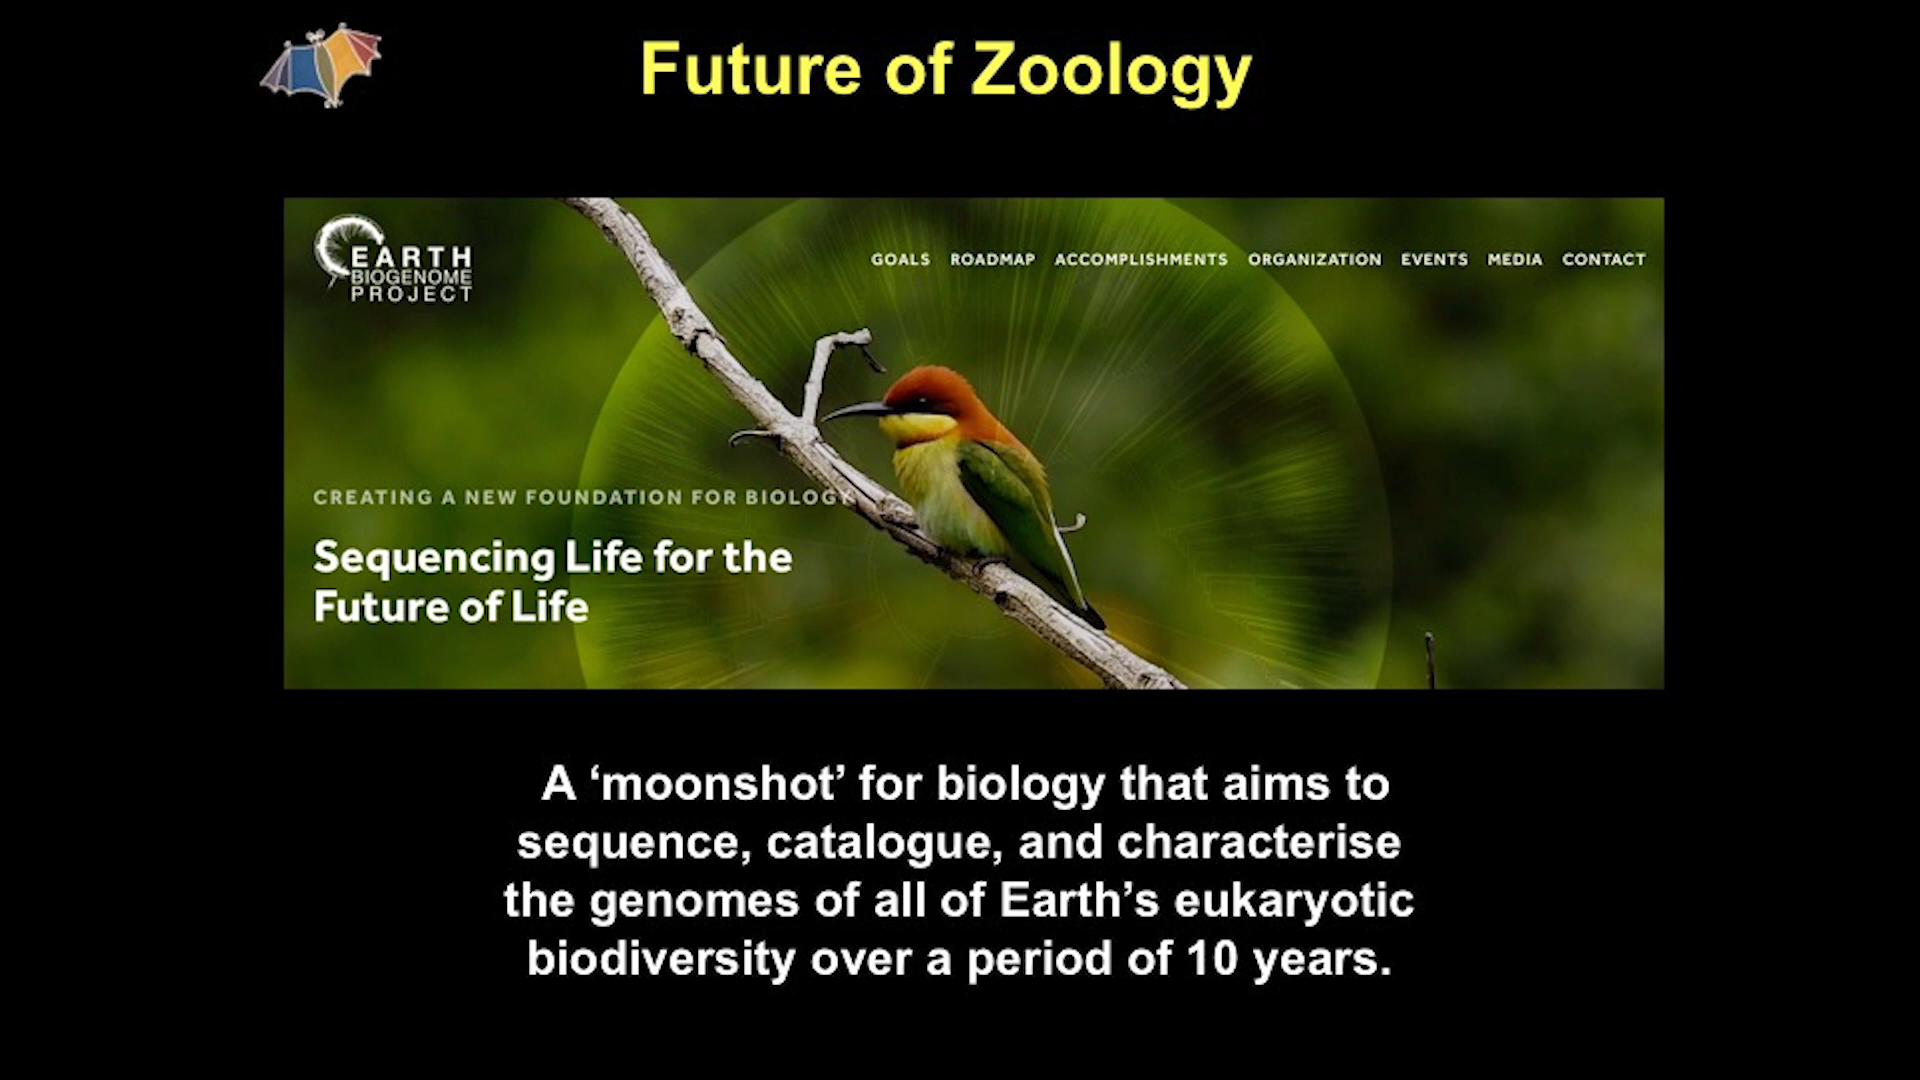 Future of Zoology
EARTH
BIOGENOME
PROJECT
GOALS ROADMAP ACCOMPLISHMENTS ORGANIZATION EVENTS MEDIA CONTACT
CREATING A NEW FOUNDATION FOR BIOLOGY
Sequencing Life for the
Future of Life
A ‘moonshot’ for biology that aims to
sequence, catalogue, and characterise
the genomes of all of Earth’s eukaryotic
biodiversity over a period of 10 years.